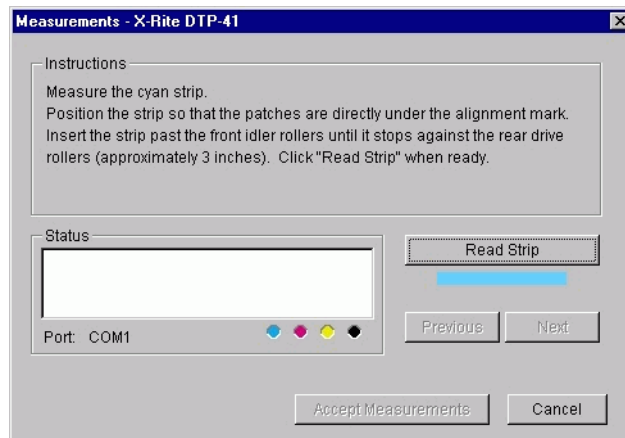 Measurements - X-Rite DTP-41
Instructions
Measure the cyan strip.
Position the strip so that the patches are directly under the alignment mark.
Insert the strip past the front idler rollers until it stops against the rear drive
rollers (approximately 3 inches).  Click "Read Strip" when ready.
Status
Read Strip
Port:  COM1
Previous
Next
Accept Measurements
Cancel